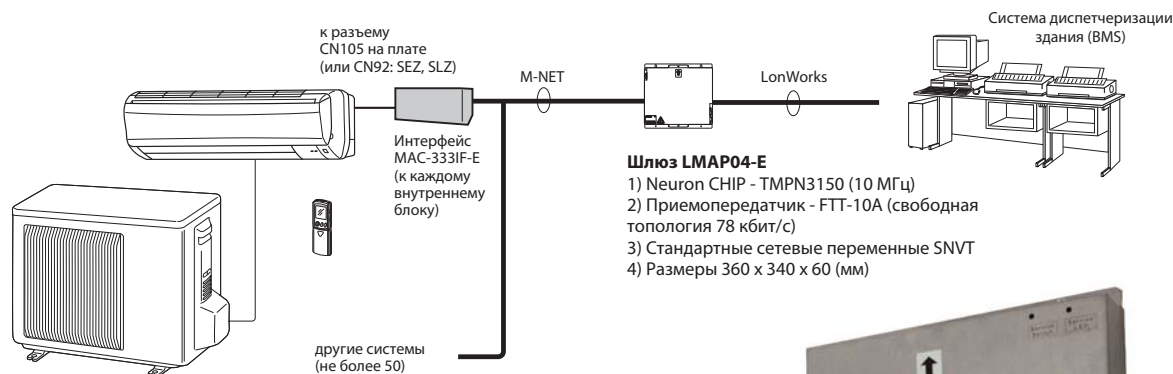 к разъему
CN105 на плате
(или CN92: SEZ, SLZ)
M-NET
LonWorks
Система диспетчеризации
здания (BMS)
Интерфейс
MAC-333IF-E
(к каждому
внутреннему
блоку)
Шлюз LMAP04-E
1) Neuron CHIP - TMPN3150 (10 МГц)
2) Приемопередатчик - FTT-10A (свободная
топология 78 кбит/с)
3) Стандартные сетевые переменные SNVT
4) Размеры 360 x 340 x 60 (мм)
другие системы
(не более 50)